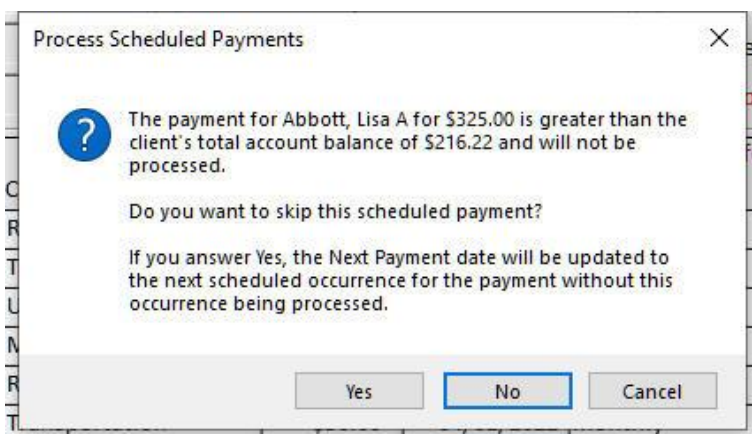 Process Scheduled Payments
The payment for Abbott, Lisa A for $325.00 is greater than the
client's total account balance of $216.22 and will not be
processed.
Do you want to skip this scheduled payment?
If you answer Yes, the Next Payment date will be updated to
the next scheduled occurrence for the payment without this
occurrence being processed.
Yes No Cancel